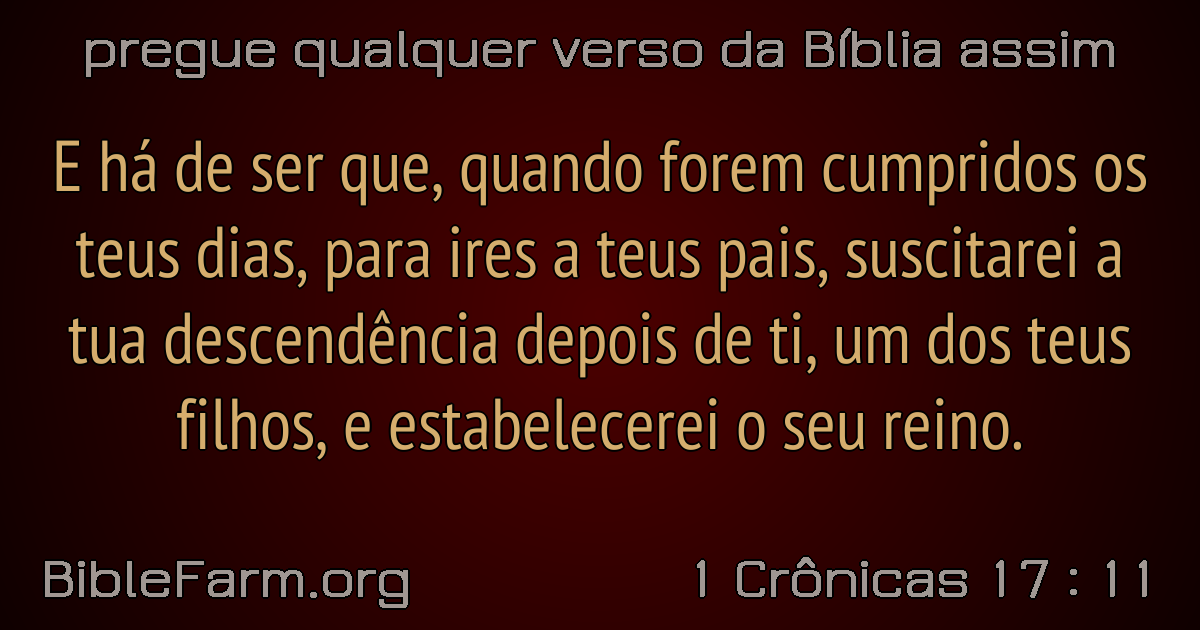 pregue qualquer verso da Bíblia assim
E há de ser que, quando forem cumpridos os
teus dias, para ires a teus pais, suscitarei a
tua descendência depois de ti, um dos teus
filhos, e estabelecerei o seu reino.
BibleFarm.org
1 Crônicas 17 : 11